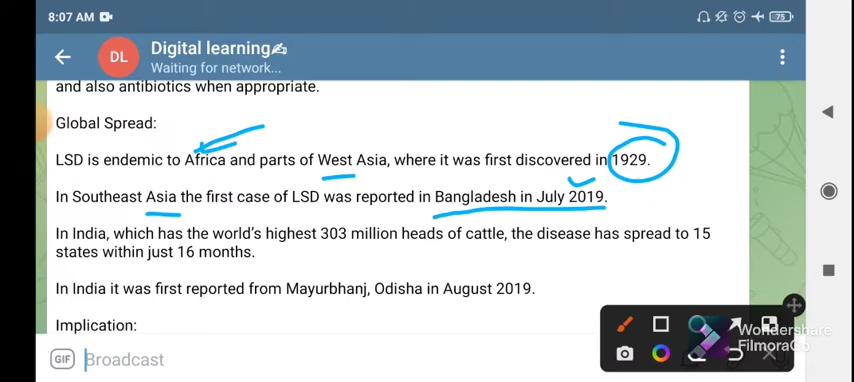 8:07 AM
75
DL
Digital learning✍
Waiting for network...
and also antibiotics when appropriate.
Global Spread:
LSD is endemic to Africa and parts of West Asia, where it was first discovered in 1929.
In Southeast Asia the first case of LSD was reported in Bangladesh in July 2019.
In India, which has the world's highest 303 million heads of cattle, the disease has spread to 15
states within just 16 months.
In India it was first reported from Mayurbhanj, Odisha in August 2019.
Implication:
GIF
Broadcast
Wondershare
FilmoraGo